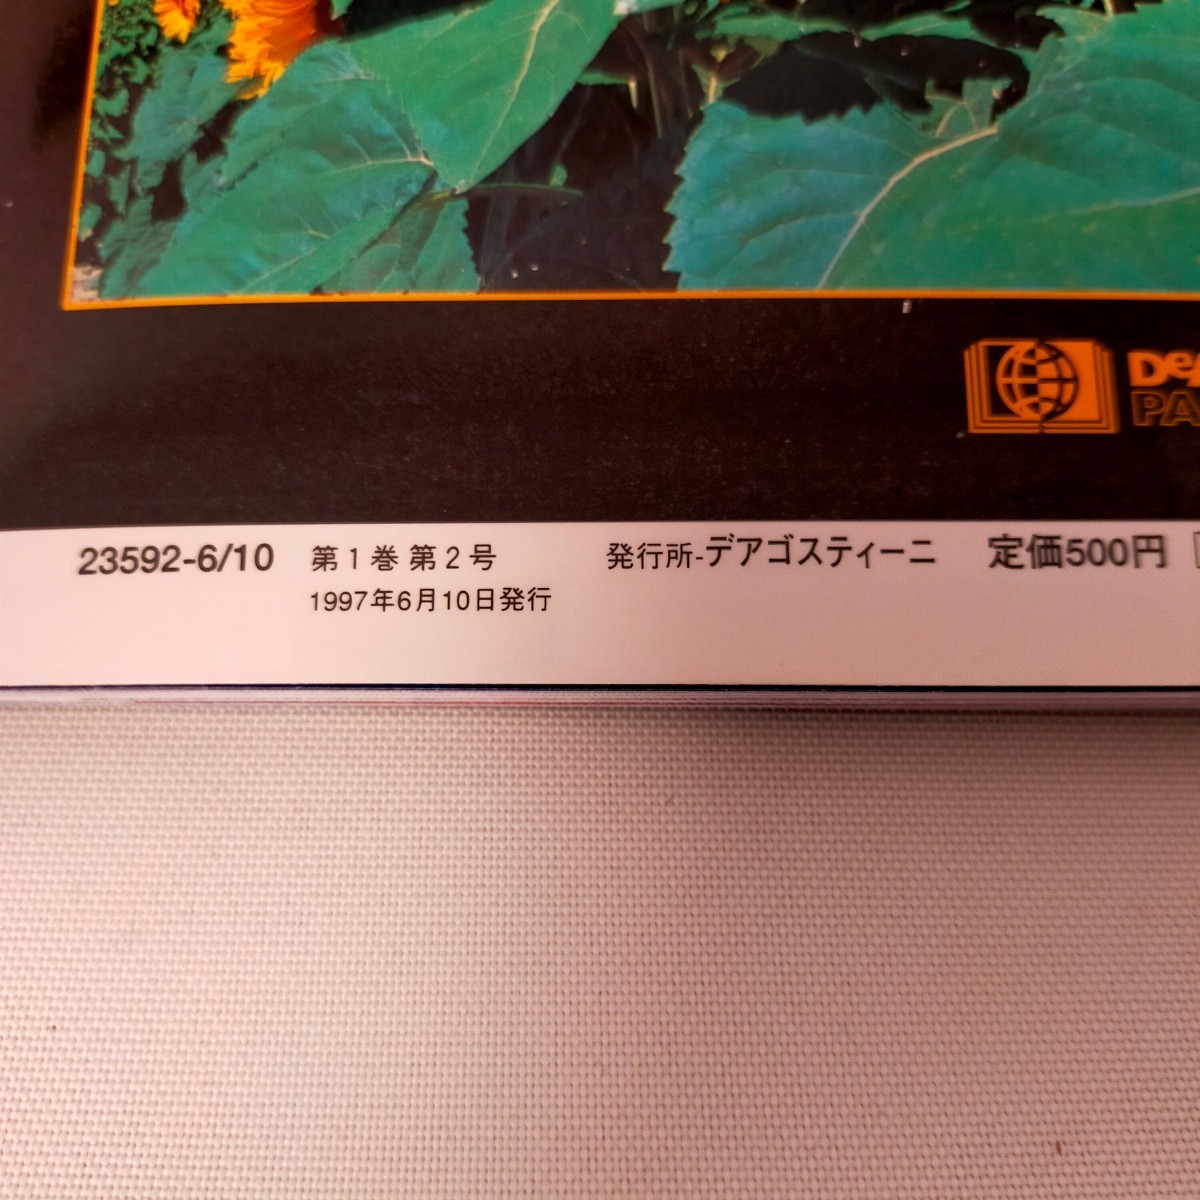 23592-6/10 第1巻 第2号 発行所-デアゴスティーニ 定価500円
1997年6月10日発行